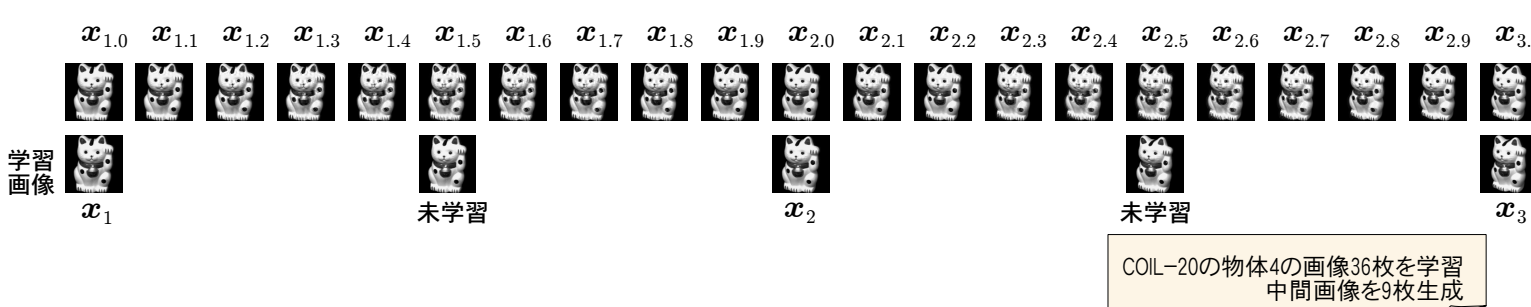 x1.0 x1.1 x1.2 x1.3 x1.4 x1.5 x1.6 x1.7 x1.8 x1.9 x2.0 x2.1 x2.2 x2.3 x2.4 x2.5 x2.6 x2.7 x2.8 x2.9 x3.
学習
画像
x1 未学習 x2 未学習 x3
COIL-20の物体4の画像36枚を学習
中間画像を9枚生成